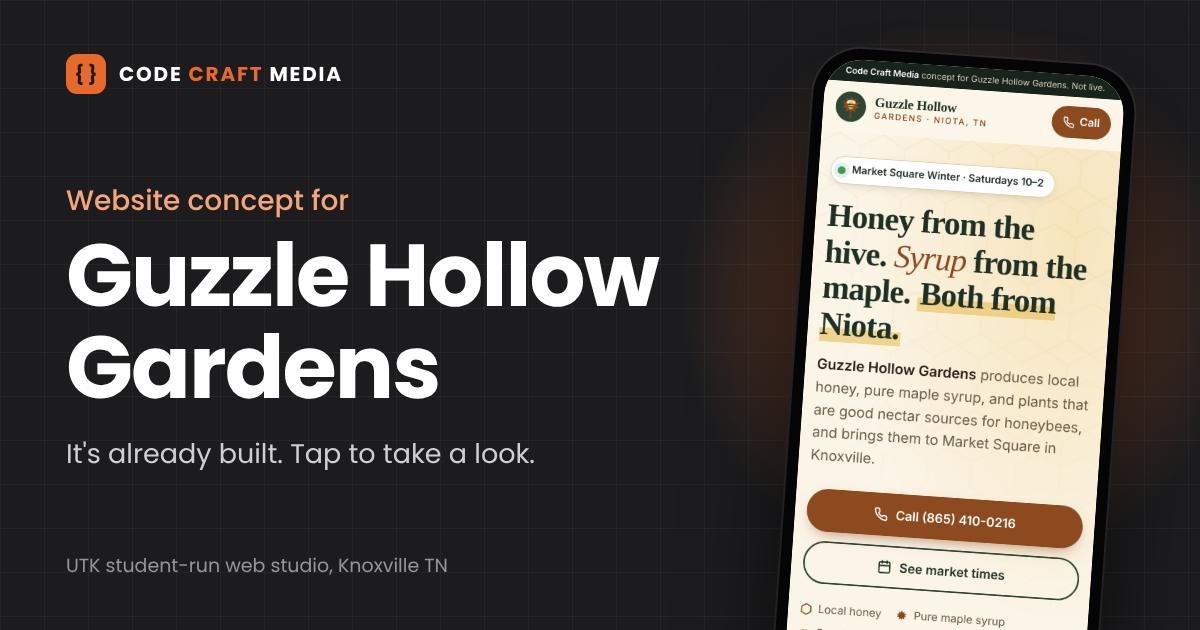 { } CODE CRAFT MEDIA
Website concept for
Guzzle Hollow
Gardens
It's already built. Tap to take a look.
UTK student-run web studio, Knoxville TN
Code Craft Media concept for Guzzle Hollow Gardens. Not live.
Guzzle Hollow
GARDENS · NIOTA, TN
Call
Market Square Winter · Saturdays 10–2
Honey from the
hive. Syrup from the
maple. Both from
Niota.
Guzzle Hollow Gardens produces local
honey, pure maple syrup, and plants that
are good nectar sources for honeybees,
and brings them to Market Square in
Knoxville.
Call (865) 410-0216
See market times
Local honey
Pure maple syrup